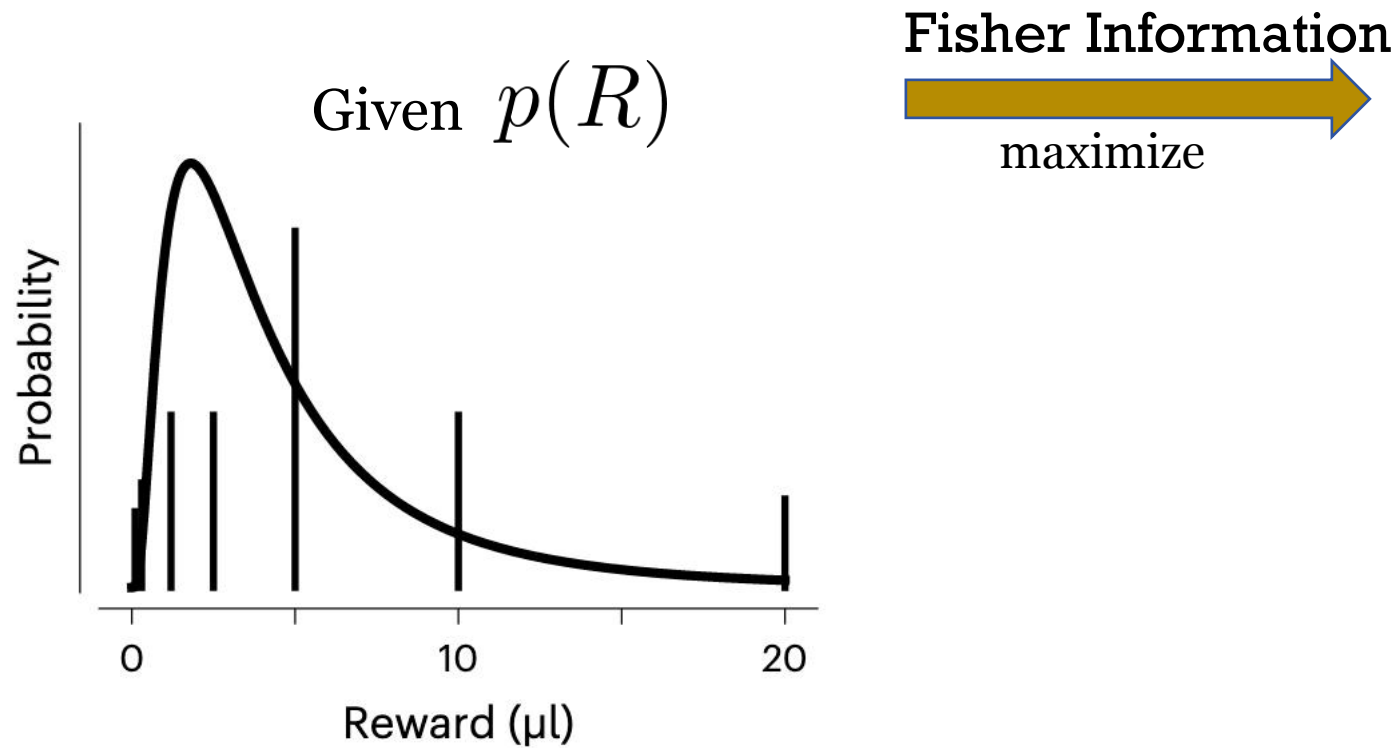 Fisher Information
maximize
Given p(R)
Probability
0 10 20
Reward (µl)